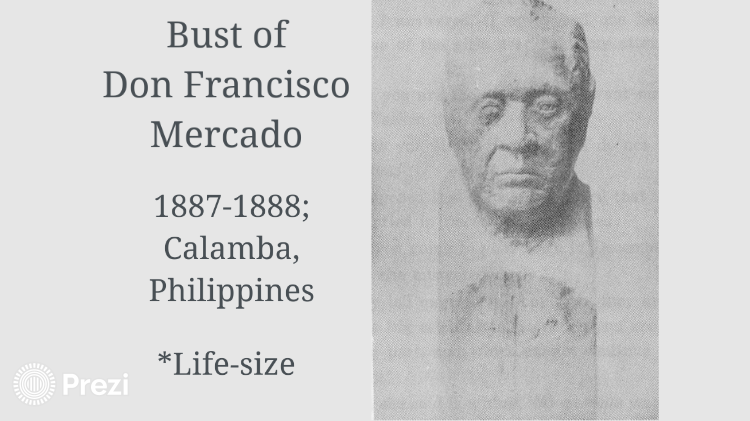 Bust of
Don Francisco
Mercado
1887-1888;
Calamba,
Philippines
*Life-size
Prezi